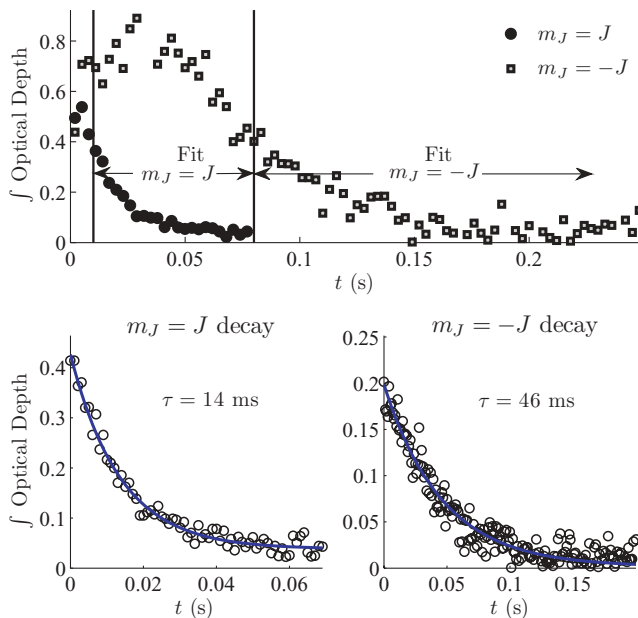 ∫ Optical Depth
0.8
0.6
0.4
0.2
0
m_J = J
m_J = −J
Fit
m_J = J
Fit
m_J = −J
0
0.05
0.1
0.15
0.2
t (s)
m_J = J decay
∫ Optical Depth
0.4
0.3
0.2
0.1
0
τ = 14 ms
0
0.02
0.04
0.06
t (s)
m_J = −J decay
0.25
0.2
0.15
0.1
0.05
0
τ = 46 ms
0
0.05
0.1
0.15
t (s)